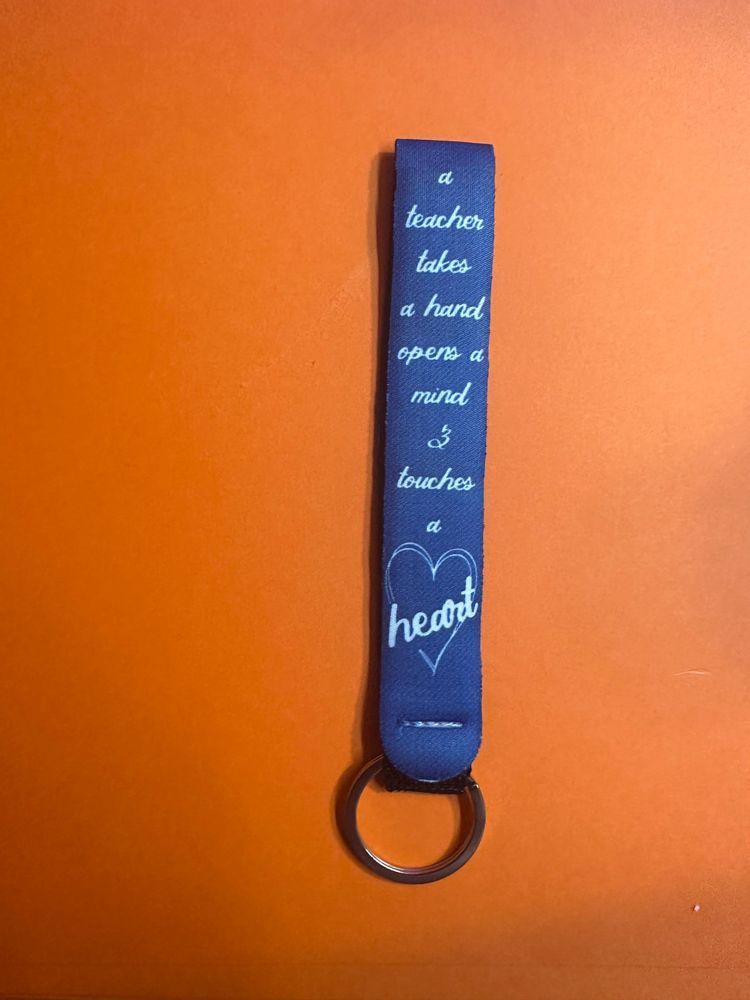 a
teacher
takes
a hand
opens a
mind
&
touches
a
heart